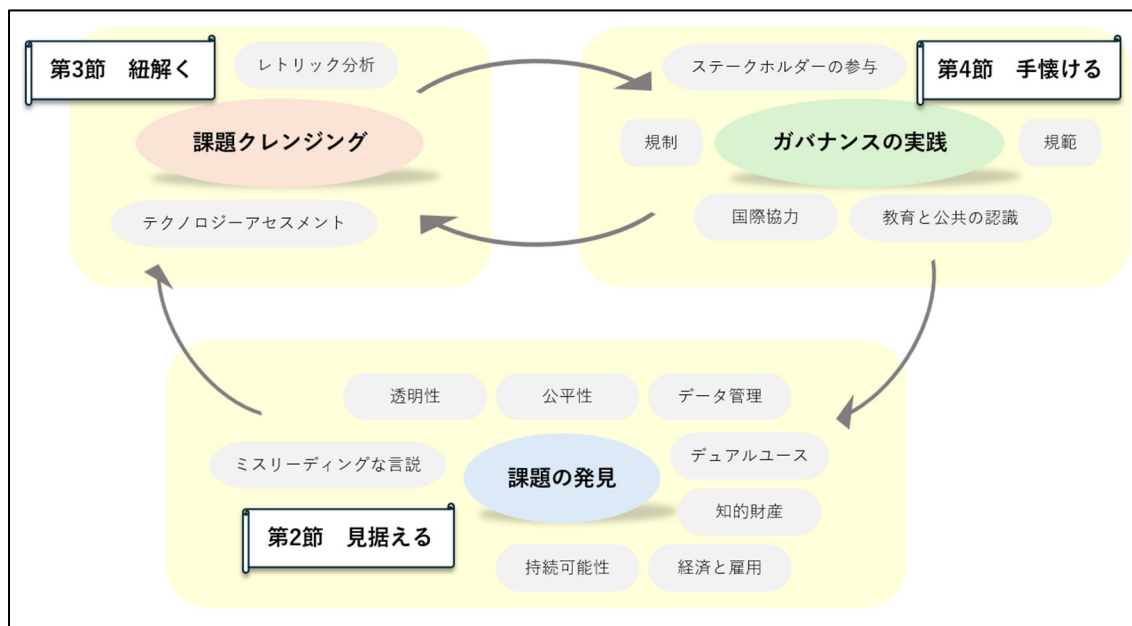 第3節　紐解く
レトリック分析
課題クレンジング
テクノロジーアセスメント
ステークホルダーの参与
第4節　手懐ける
規制
ガバナンスの実践
規範
国際協力
教育と公共の認識
透明性
公平性
データ管理
ミスリーディングな言説
課題の発見
デュアルユース
知的財産
第2節　見据える
持続可能性
経済と雇用